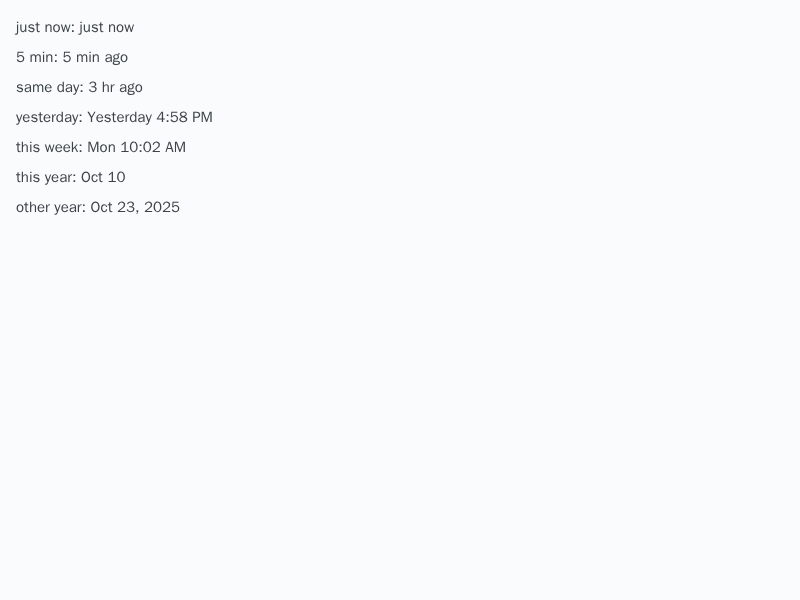 just now: just now
5 min: 5 min ago
same day: 3 hr ago
yesterday: Yesterday 4:58 PM
this week: Mon 10:02 AM
this year: Oct 10
other year: Oct 23, 2025